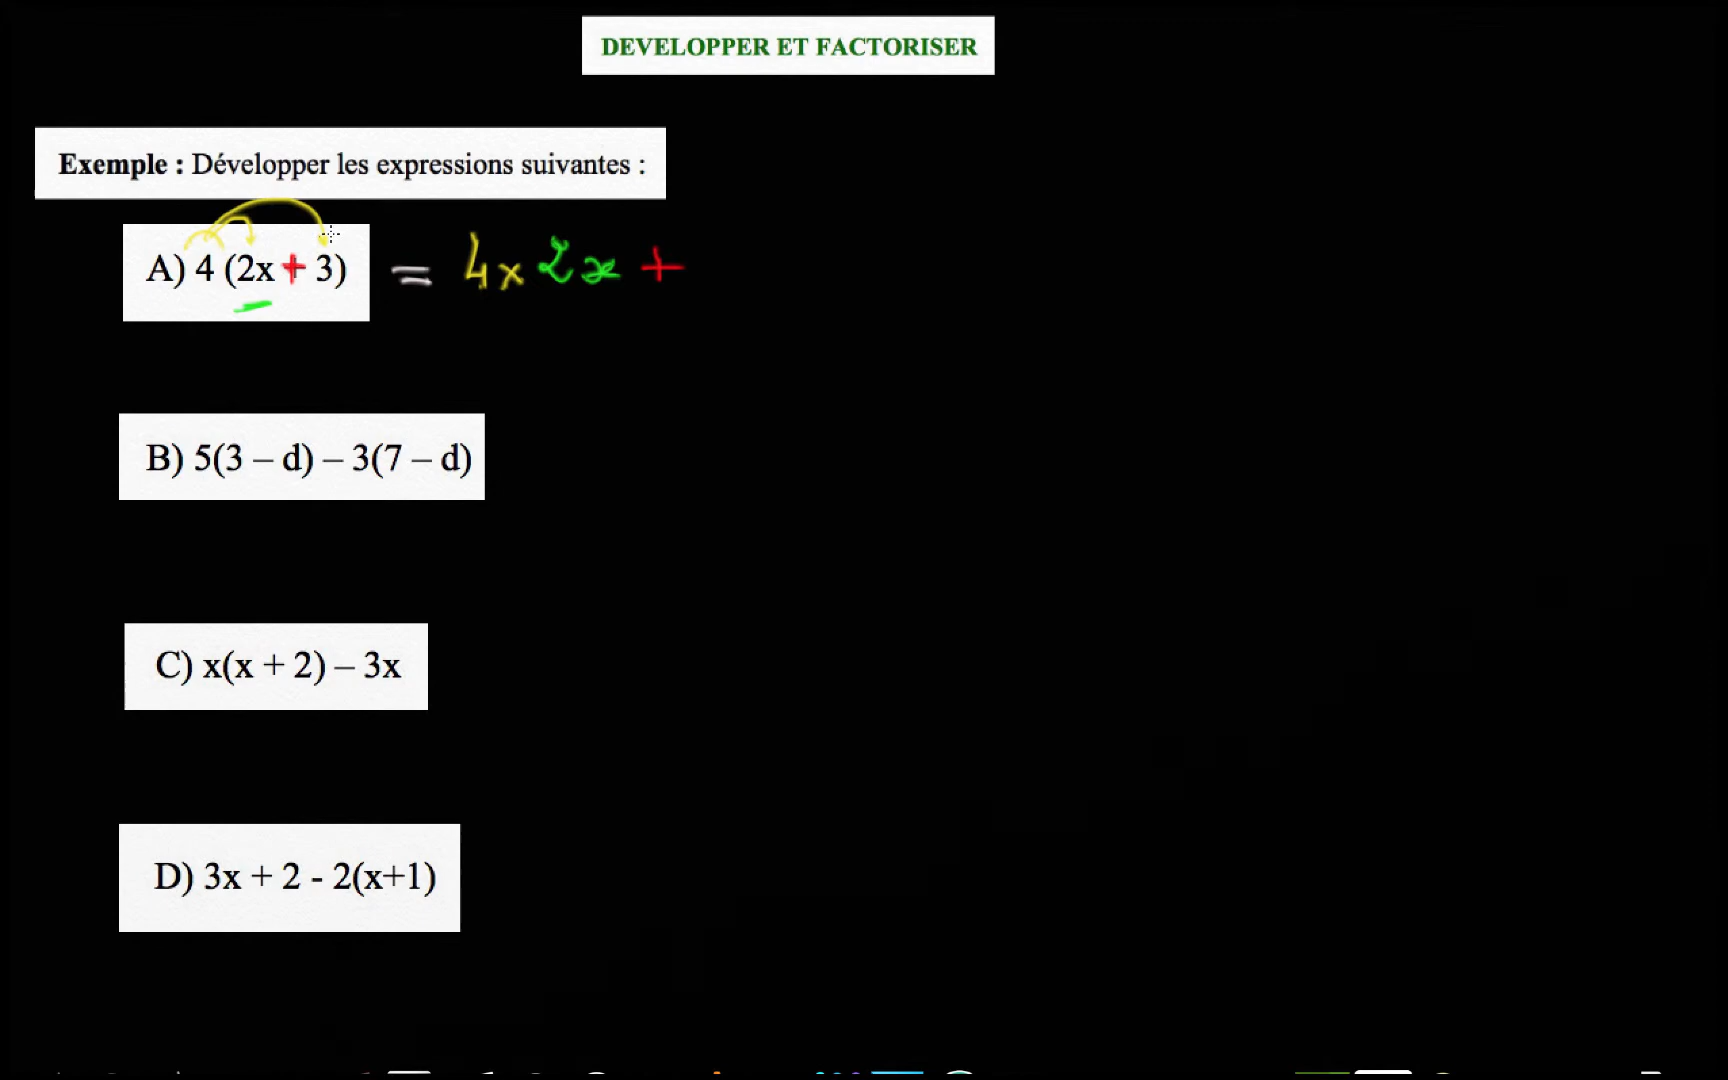 DEVELOPPER ET FACTORISER
Exemple : Développer les expressions suivantes :
A) 4 (2x + 3) = 4 x 2x +
B) 5(3 – d) – 3(7 – d)
C) x(x + 2) – 3x
D) 3x + 2 - 2(x+1)